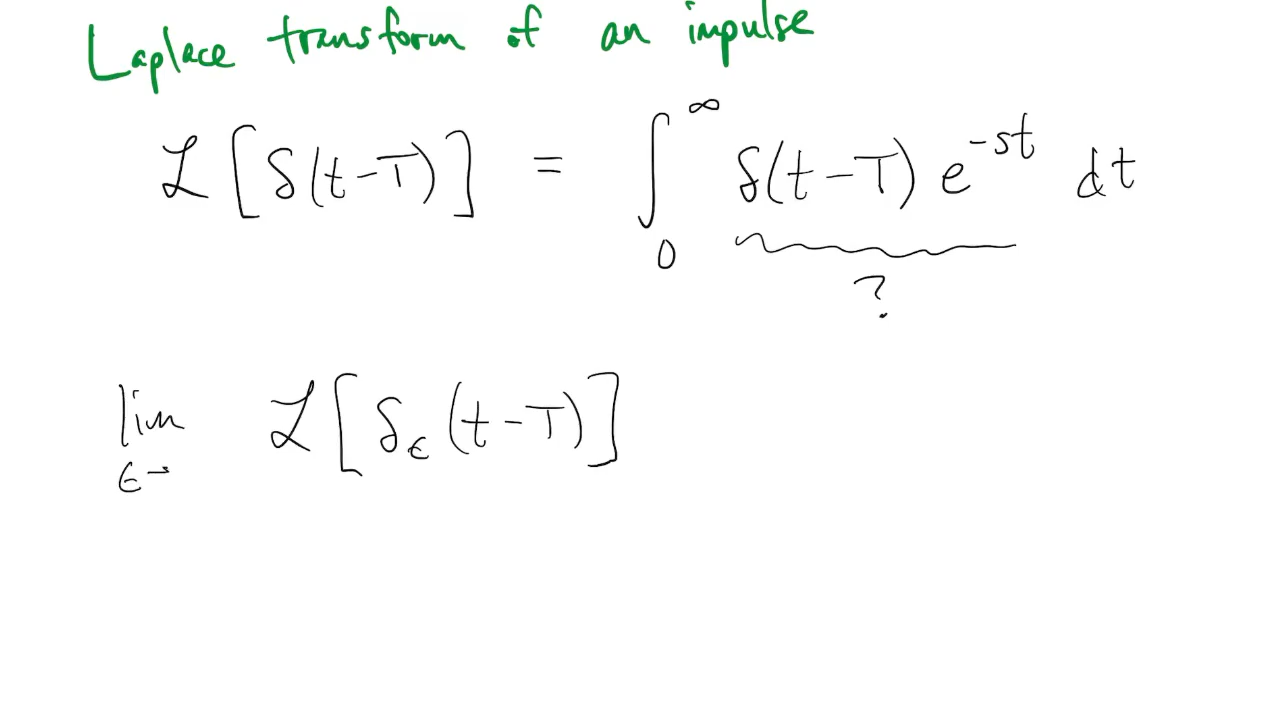 Laplace transform of an impulse
ℒ[δ(t-T)] = ∫₀^∞ δ(t-T) e^{-st} dt
?
lim ℒ[δ_ε(t-T)]
ε→